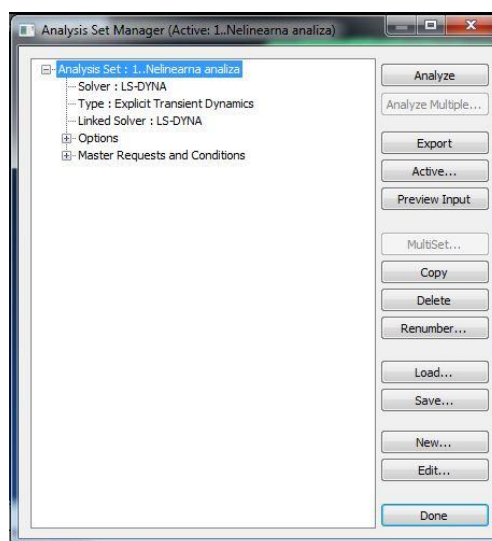 Analysis Set Manager (Active: 1..Nelinearna analiza)
Analysis Set : 1..Nelinearna analiza
Solver : LS-DYNA
Type : Explicit Transient Dynamics
Linked Solver : LS-DYNA
Options
Master Requests and Conditions
Analyze
Analyze Multiple...
Export
Active...
Preview Input
MultiSet...
Copy
Delete
Renumber...
Load...
Save...
New...
Edit...
Done